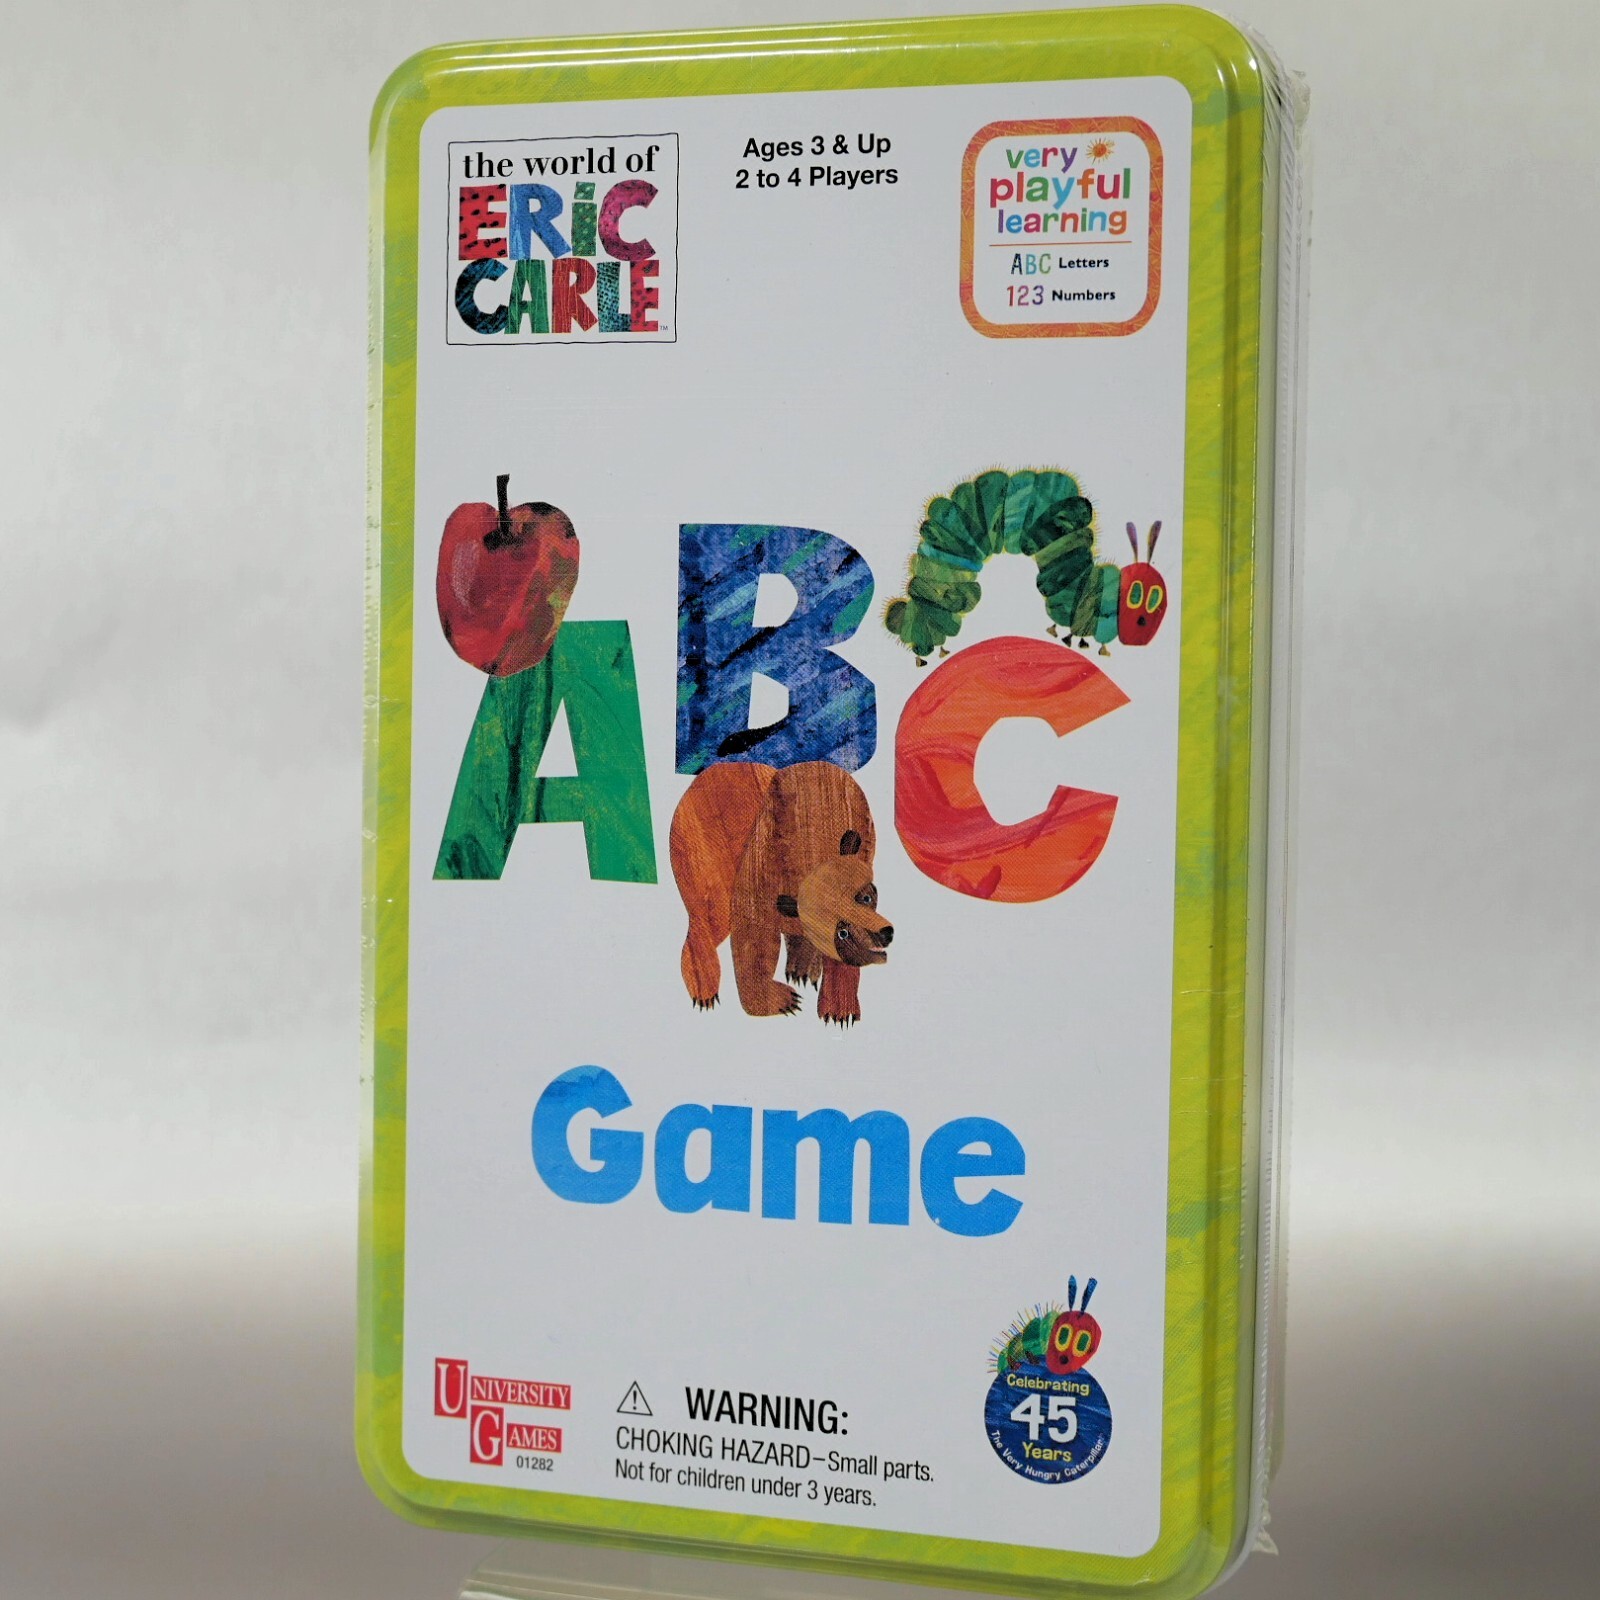 the world of
ERiC
CARLE™
Ages 3 & Up
2 to 4 Players
very
playful
learning
ABC Letters
123 Numbers
ABC
Game
UNIVERSITY
GAMES
01282
WARNING:
CHOKING HAZARD–Small parts.
Not for children under 3 years.
Celebrating
45
Years
The Very Hungry Caterpillar